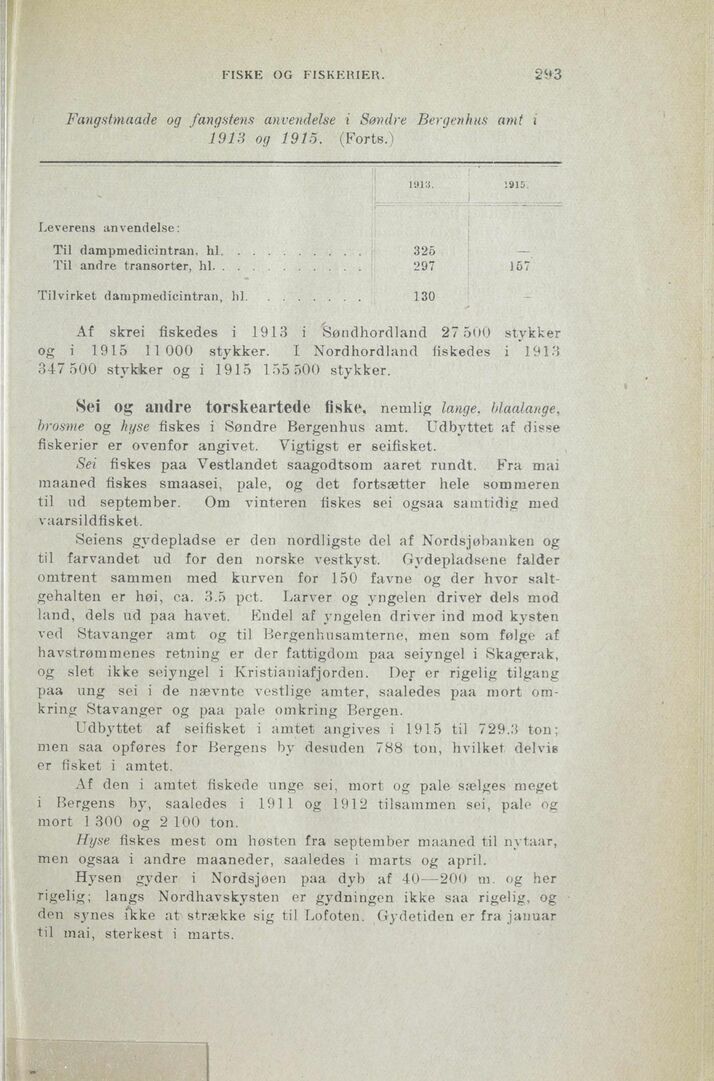 FISKE OG FISKERIER. 293
Fangstmaade og fangstens anvendelse i Søndre Bergenhus amt i
1913 og 1915. (Forts.)
1913. 1915.
Leverens anvendelse:
Til dampmedicintran, hl. . . . . . . . . . 325 —
Til andre transorter, hl. . . . . . . . . . 297 157
Tilvirket dampmedicintran, hl. . . . . . . . 130 –
Af skrei fiskedes i 1913 i Søndhordland 27 500 stykker
og i 1915 11 000 stykker. I Nordhordland fiskedes i 1913
347 500 stykker og i 1915 155 500 stykker.
Sei og andre torskeartede fiske, nemlig lange, blaalange,
brosme og hyse fiskes i Søndre Bergenhus amt. Udbyttet af disse
fiskerier er ovenfor angivet. Vigtigst er seifisket.
Sei fiskes paa Vestlandet saagodtsom aaret rundt. Fra mai
maaned fiskes smaasei, pale, og det fortsætter hele sommeren
til ud september. Om vinteren fiskes sei ogsaa samtidig med
vaarsildfisket.
Seiens gydepladse er den nordligste del af Nordsjøbanken og
til farvandet ud for den norske vestkyst. Gydepladsene falder
omtrent sammen med kurven for 150 favne og der hvor salt-
gehalten er høi, ca. 3.5 pct. Larver og yngelen driver dels mod
land, dels ud paa havet. Endel af yngelen driver ind mod kysten
ved Stavanger amt og til Bergenhusamterne, men som følge af
havstrømmenes retning er der fattigdom paa seiyngel i Skagerak,
og slet ikke seiyngel i Kristianiafjorden. Der er rigelig tilgang
paa ung sei i de nævnte vestlige amter, saaledes paa mort om-
kring Stavanger og paa pale omkring Bergen.
Udbyttet af seifisket i amtet angives i 1915 til 729.3 ton;
men saa opføres for Bergens by desuden 788 ton, hvilket delvis
er fisket i amtet.
Af den i amtet fiskede unge sei, mort og pale sælges meget
i Bergens by, saaledes i 1911 og 1912 tilsammen sei, pale og
mort 1 300 og 2 100 ton.
Hyse fiskes mest om høsten fra september maaned til nytaar,
men ogsaa i andre maaneder, saaledes i marts og april.
Hysen gyder i Nordsjøen paa dyb af 40—200 m. og her
rigelig; langs Nordhavskysten er gydningen ikke saa rigelig, og
den synes ikke at strække sig til Lofoten. Gydetiden er fra januar
til mai, sterkest i marts.